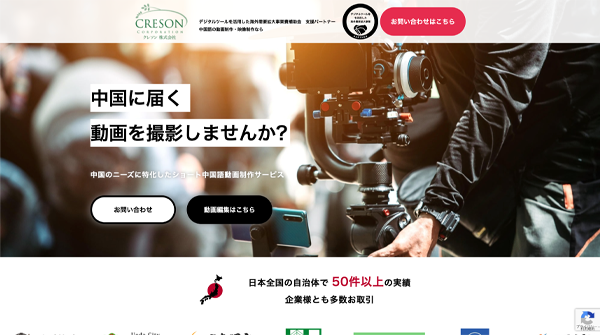 CRESON
CORPORATION
クレソン 株式会社
デジタルツールを活用した海外需要拡大事業費補助金 支援パートナー
中国語の動画制作・映像制作なら
お問い合わせはこちら
中国に届く
動画を撮影しませんか?
中国のニーズに特化したショート中国語動画制作サービス
お問い合わせ
動画編集はこちら
日本全国の自治体で 50件以上の実績
企業様とも多数お取引